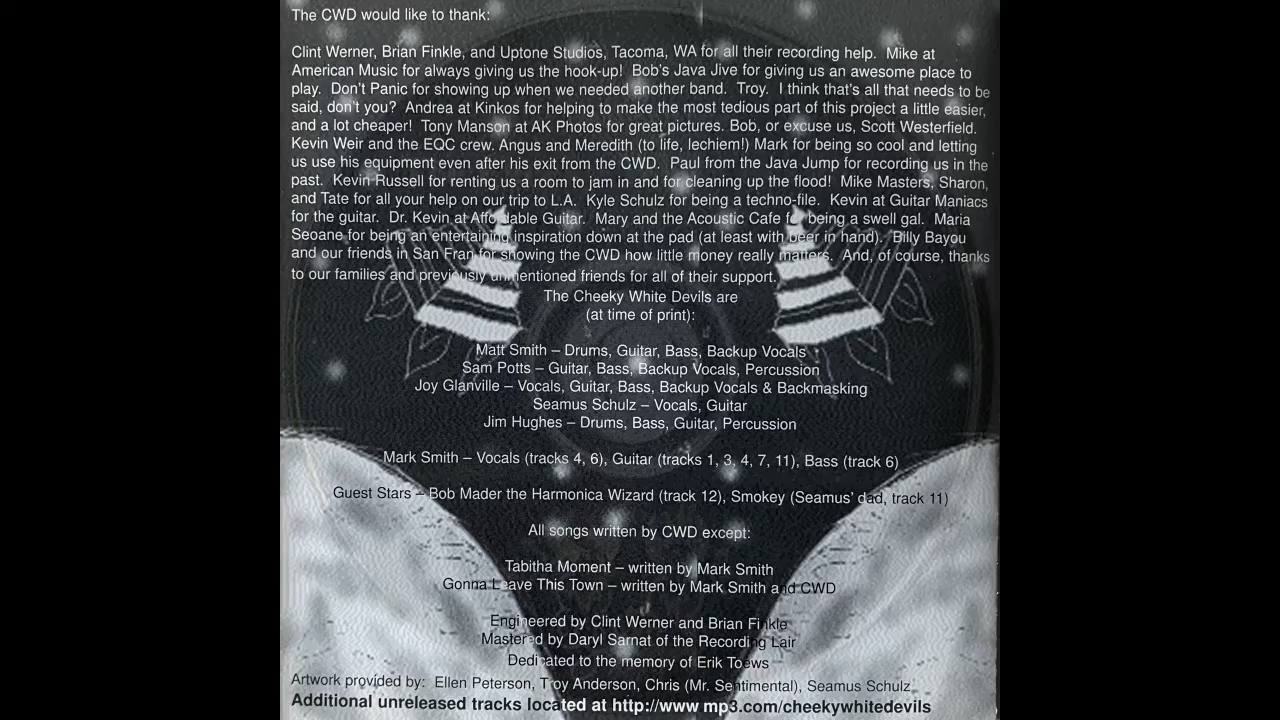 The CWD would like to thank:
Clint Werner, Brian Finkle, and Uptone Studios, Tacoma, WA for all their recording help. Mike at
American Music for always giving us the hook-up! Bob's Java Jive for giving us an awesome place to
play. Don't Panic for showing up when we needed another band. Troy. I think that's all that needs to be
said, don't you? Andrea at Kinkos for helping to make the most tedious part of this project a little easier,
and a lot cheaper! Tony Manson at AK Photos for great pictures. Bob, or excuse us, Scott Westerfield.
Kevin Weir and the EQC crew. Angus and Meredith (to life, lechiem!) Mark for being so cool and letting
us use his equipment even after his exit from the CWD. Paul from the Java Jump for recording us in the
past. Kevin Russell for renting us a room to jam in and for cleaning up the flood! Mike Masters, Sharon,
and Tate for all your help on our trip to L.A. Kyle Schulz for being a techno-file. Kevin at Guitar Maniacs
for the guitar. Dr. Kevin at Affordable Guitar. Mary and the Acoustic Cafe for being a swell gal. Maria
Seoane for being an entertaining inspiration down at the pad (at least with beer in hand). Billy Bayou
and our friends in San Fran for showing the CWD how little money really matters. And, of course, thanks
to our families and previously unmentioned friends for all of their support.
The Cheeky White Devils are
(at time of print):
Matt Smith – Drums, Guitar, Bass, Backup Vocals
Sam Potts – Guitar, Bass, Backup Vocals, Percussion
Joy Glanville – Vocals, Guitar, Bass, Backup Vocals & Backmasking
Seamus Schulz – Vocals, Guitar
Jim Hughes – Drums, Bass, Guitar, Percussion
Mark Smith – Vocals (tracks 4, 6), Guitar (tracks 1, 3, 4, 7, 11), Bass (track 6)
Guest Stars – Bob Mader the Harmonica Wizard (track 12), Smokey (Seamus' dad, track 11)
All songs written by CWD except:
Tabitha Moment – written by Mark Smith
Gonna Leave This Town – written by Mark Smith and CWD
Engineered by Clint Werner and Brian Finkle
Mastered by Daryl Sarnat of the Recording Lair
Dedicated to the memory of Erik Toews
Artwork provided by: Ellen Peterson, Troy Anderson, Chris (Mr. Sentimental), Seamus Schulz
Additional unreleased tracks located at http://www mp3.com/cheekywhitedevils